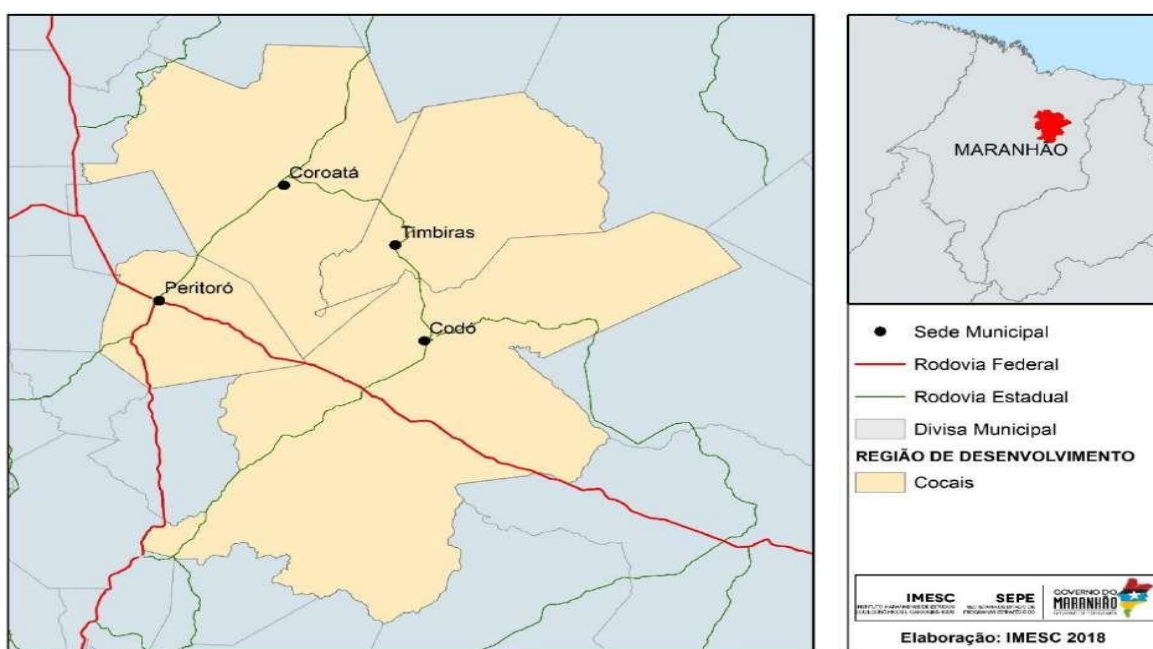 Coroatá
Timbiras
Peritoró
Codó
MARANHÃO
Sede Municipal
Rodovia Federal
Rodovia Estadual
Divisa Municipal
REGIÃO DE DESENVOLVIMENTO
Cocais
IMESC
SEPE
GOVERNO DO
MARANHÃO
Elaboração: IMESC 2018